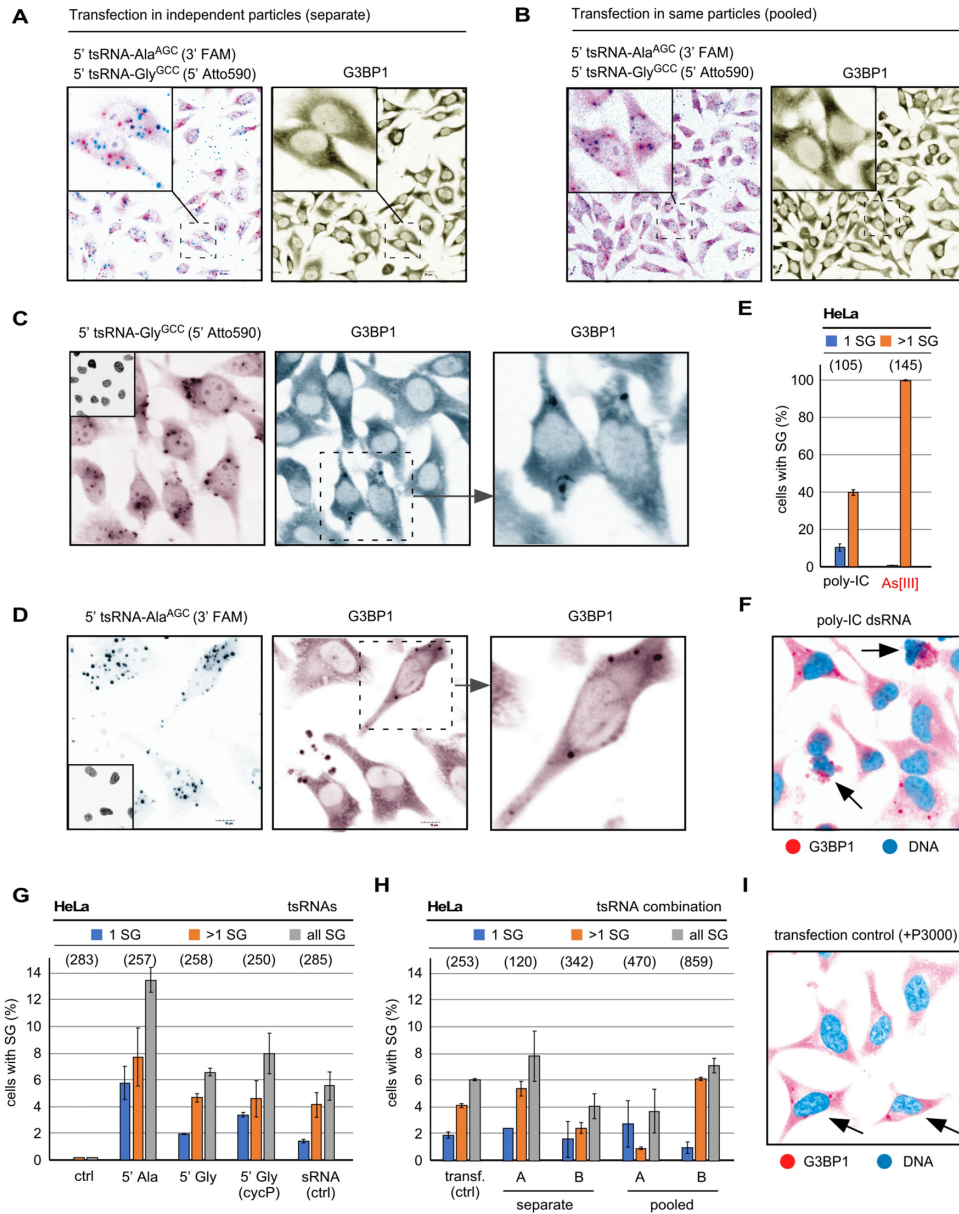 A
Transfection in independent particles (separate)
5’ tsRNA-Ala^AGC (3’ FAM)
5’ tsRNA-Gly^GCC (5’ Atto590)
G3BP1
B
Transfection in same particles (pooled)
5’ tsRNA-Ala^AGC (3’ FAM)
5’ tsRNA-Gly^GCC (5’ Atto590)
G3BP1
C
5’ tsRNA-Gly^GCC (5’ Atto590)
G3BP1
G3BP1
D
5’ tsRNA-Ala^AGC (3’ FAM)
G3BP1
G3BP1
E
HeLa
1 SG >1 SG
(105) (145)
cells with SG (%)
100
80
60
40
20
0
poly-IC As[III]
F
poly-IC dsRNA
G3BP1 DNA
G
HeLa tsRNAs
1 SG >1 SG all SG
(283) (257) (258) (250) (285)
cells with SG (%)
14
12
10
8
6
4
2
0
ctrl 5’ Ala 5’ Gly 5’ Gly sRNA
(cycP) (ctrl)
H
HeLa tsRNA combination
1 SG >1 SG all SG
(253) (120) (342) (470) (859)
cells with SG (%)
14
12
10
8
6
4
2
0
transf. A B A B
(ctrl) separate pooled
I
transfection control (+P3000)
G3BP1 DNA